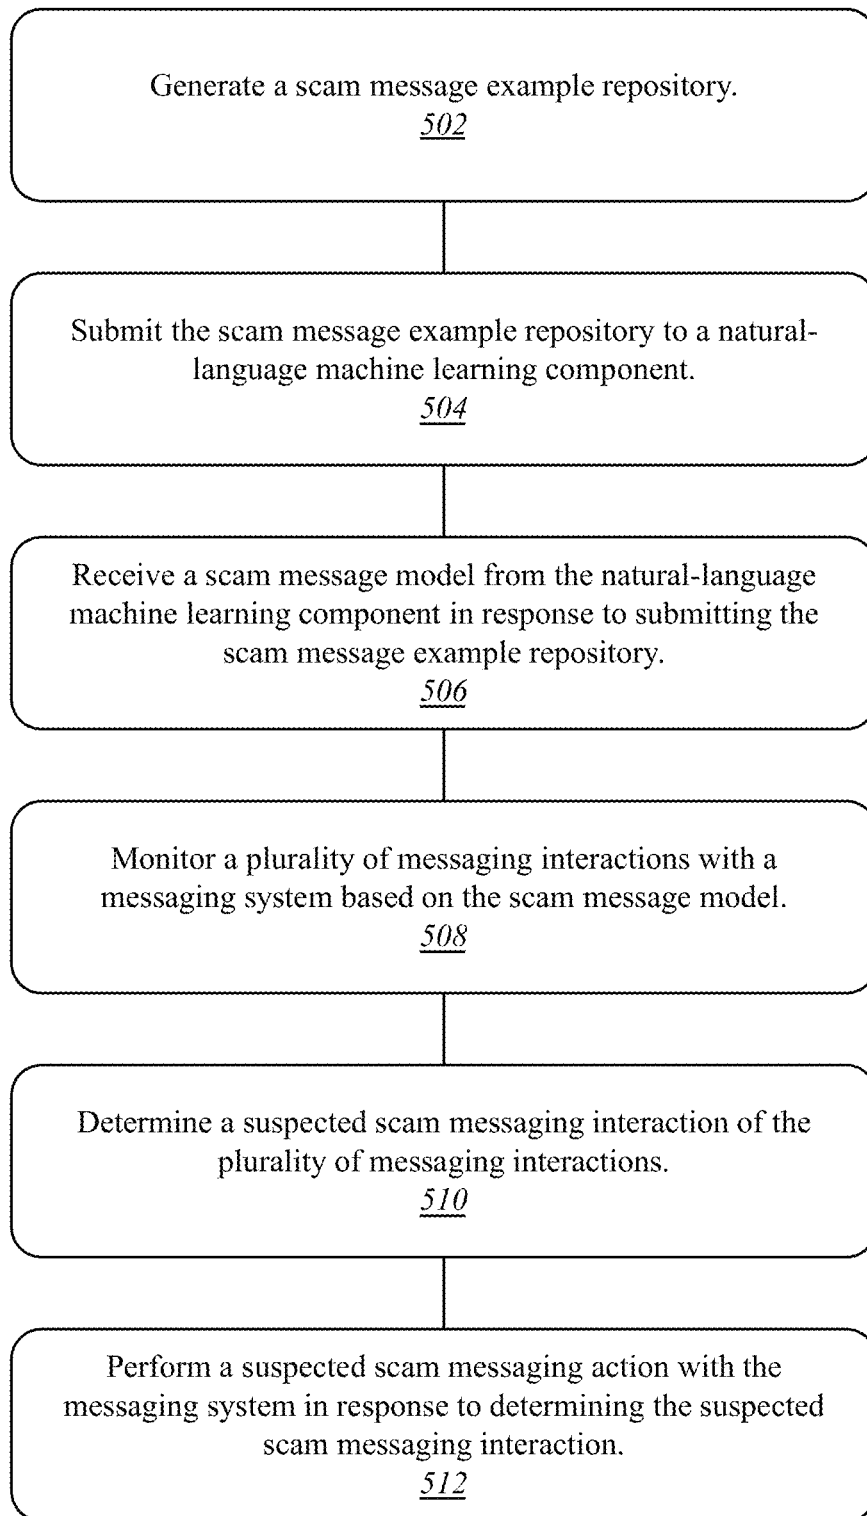 Generate a scam message example repository.
502
Submit the scam message example repository to a natural-
language machine learning component.
504
Receive a scam message model from the natural-language
machine learning component in response to submitting the
scam message example repository.
506
Monitor a plurality of messaging interactions with a
messaging system based on the scam message model.
508
Determine a suspected scam messaging interaction of the
plurality of messaging interactions.
510
Perform a suspected scam messaging action with the
messaging system in response to determining the suspected
scam messaging interaction.
512